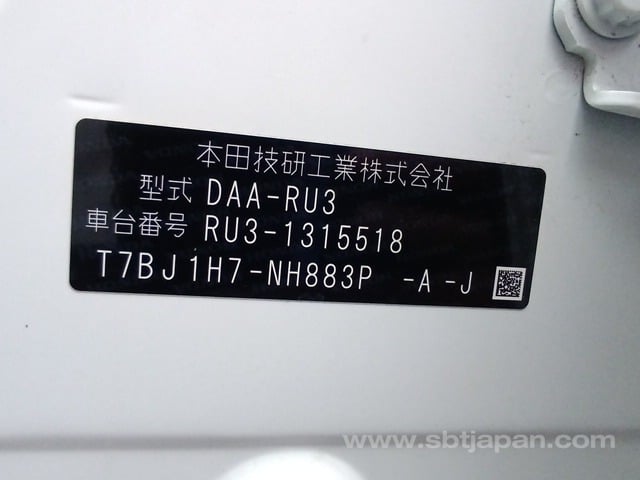 本田技研工業株式会社
型式 DAA-RU3
車台番号 RU3-1315518
T7BJ1H7-NH883P -A -J
www.sbtjapan.com